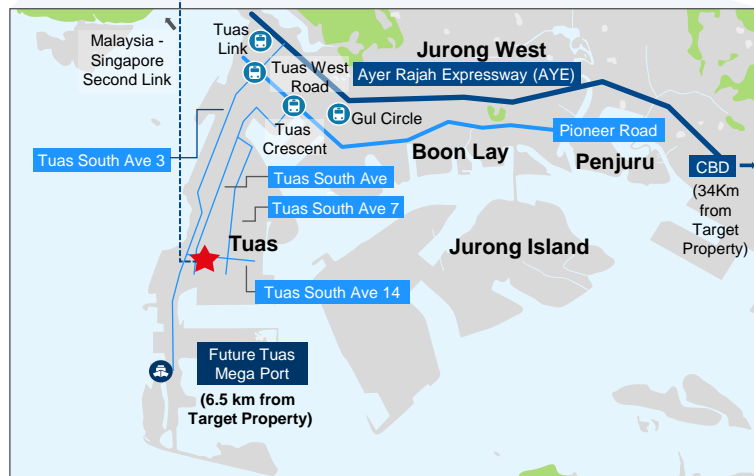 Malaysia -
Singapore
Second Link
Tuas
Link
Jurong West
Tuas West
Road
Ayer Rajah Expressway (AYE)
Gul Circle
Tuas
Crescent
Pioneer Road
Tuas South Ave 3
Boon Lay
Penjuru
CBD
(34Km
from
Target
Property)
Tuas South Ave
Tuas South Ave 7
Tuas
Jurong Island
Tuas South Ave 14
Future Tuas
Mega Port
(6.5 km from
Target Property)